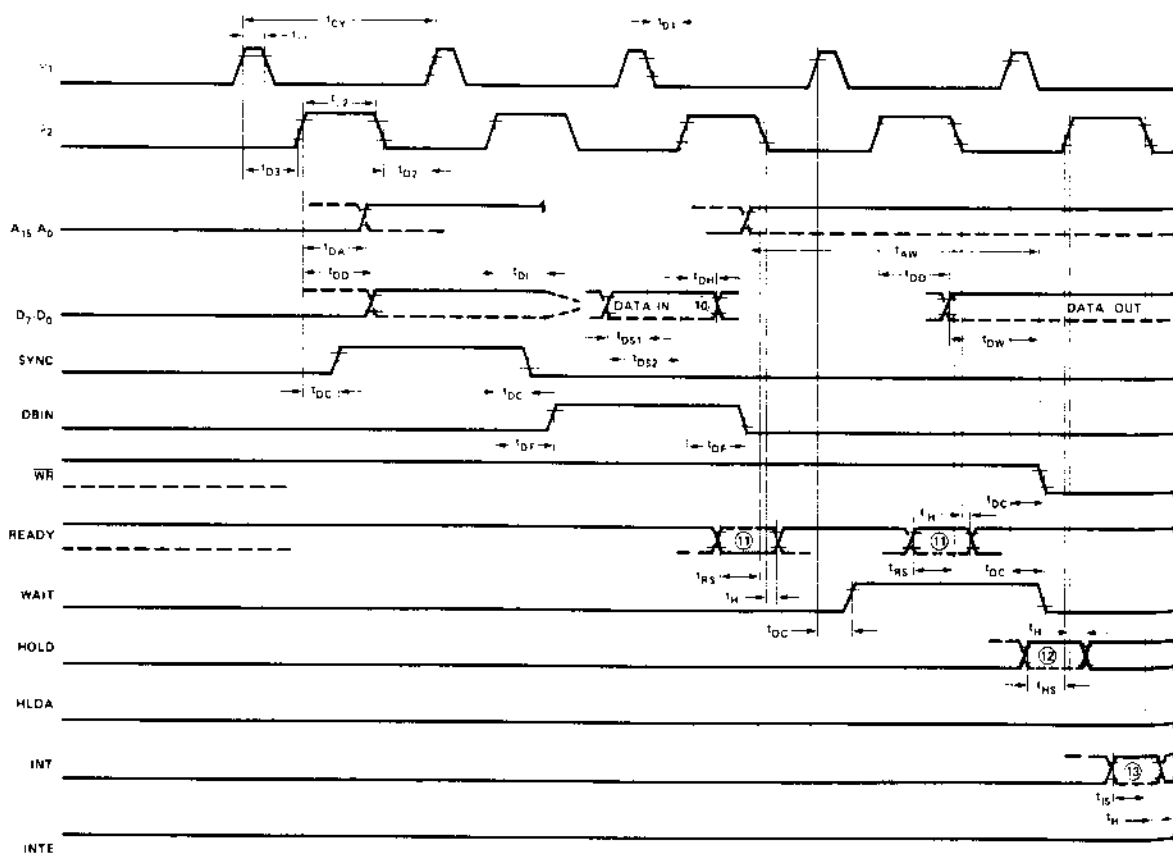 tCY
tD1
tD3
tD2
A15-A0
tDA
tAW
tDD
tDI
tDH
tDD
D7-D0
DATA IN
DATA OUT
tDS1
tDW
tDS2
SYNC
tDC
tDC
DBIN
tDF
tDF
WR
tDC
tH
READY
11
11
tRS
tRS
tDC
WAIT
tH
tDC
tH
HOLD
12
tHS
HLDA
INT
13
tIS
tH
INTE